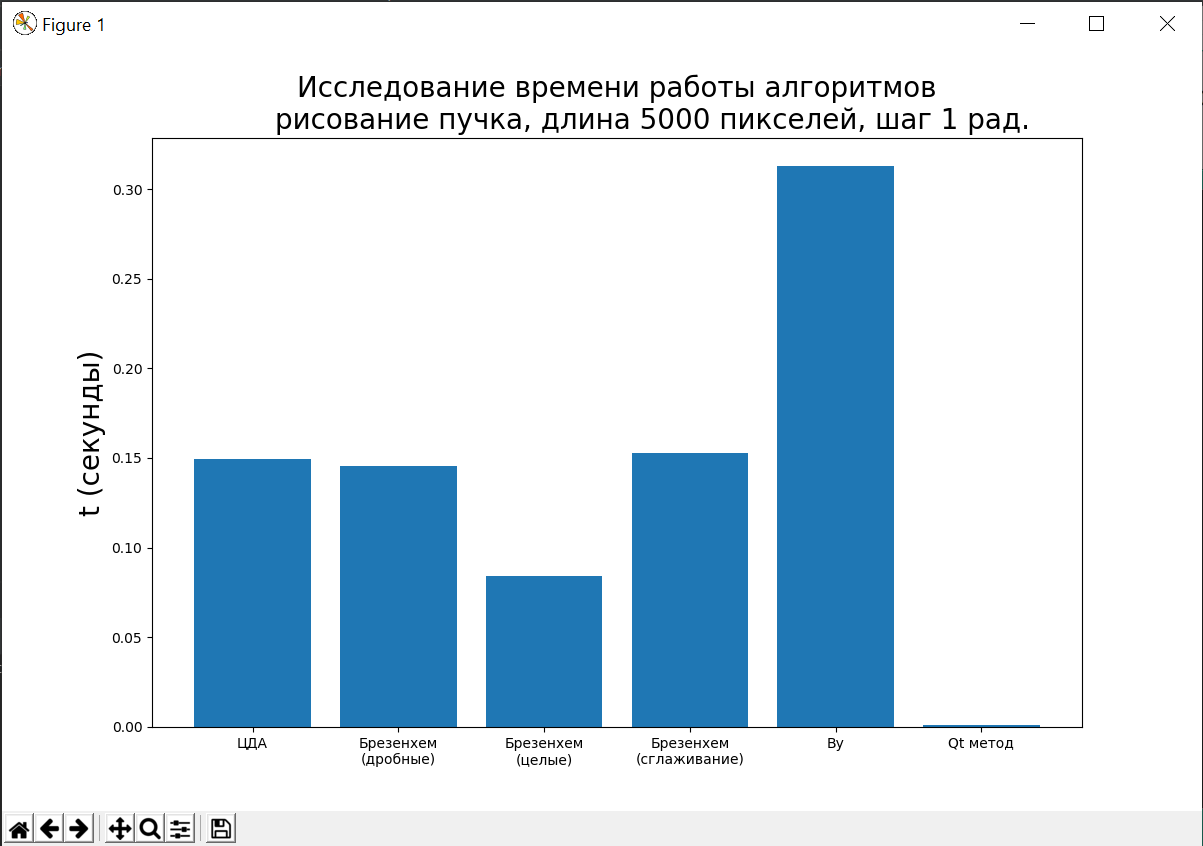 Figure 1
Исследование времени работы алгоритмов
рисование пучка, длина 5000 пикселей, шаг 1 рад.
t (секунды)
0.30
0.25
0.20
0.15
0.10
0.05
0.00
ЦДА
Брезенхем
(дробные)
Брезенхем
(целые)
Брезенхем
(сглаживание)
Ву
Qt метод